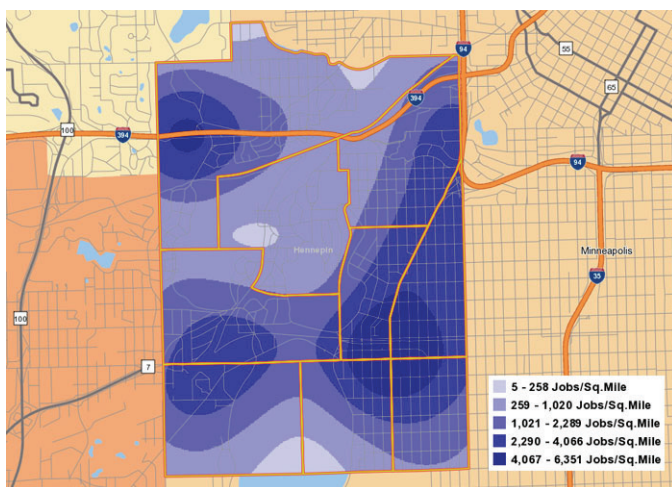 94
55
65
100
394
394
94
Hennepin
Minneapolis
35
100
7
5 - 258 Jobs/Sq.Mile
259 - 1,020 Jobs/Sq.Mile
1,021 - 2,289 Jobs/Sq.Mile
2,290 - 4,066 Jobs/Sq.Mile
4,067 - 6,351 Jobs/Sq.Mile